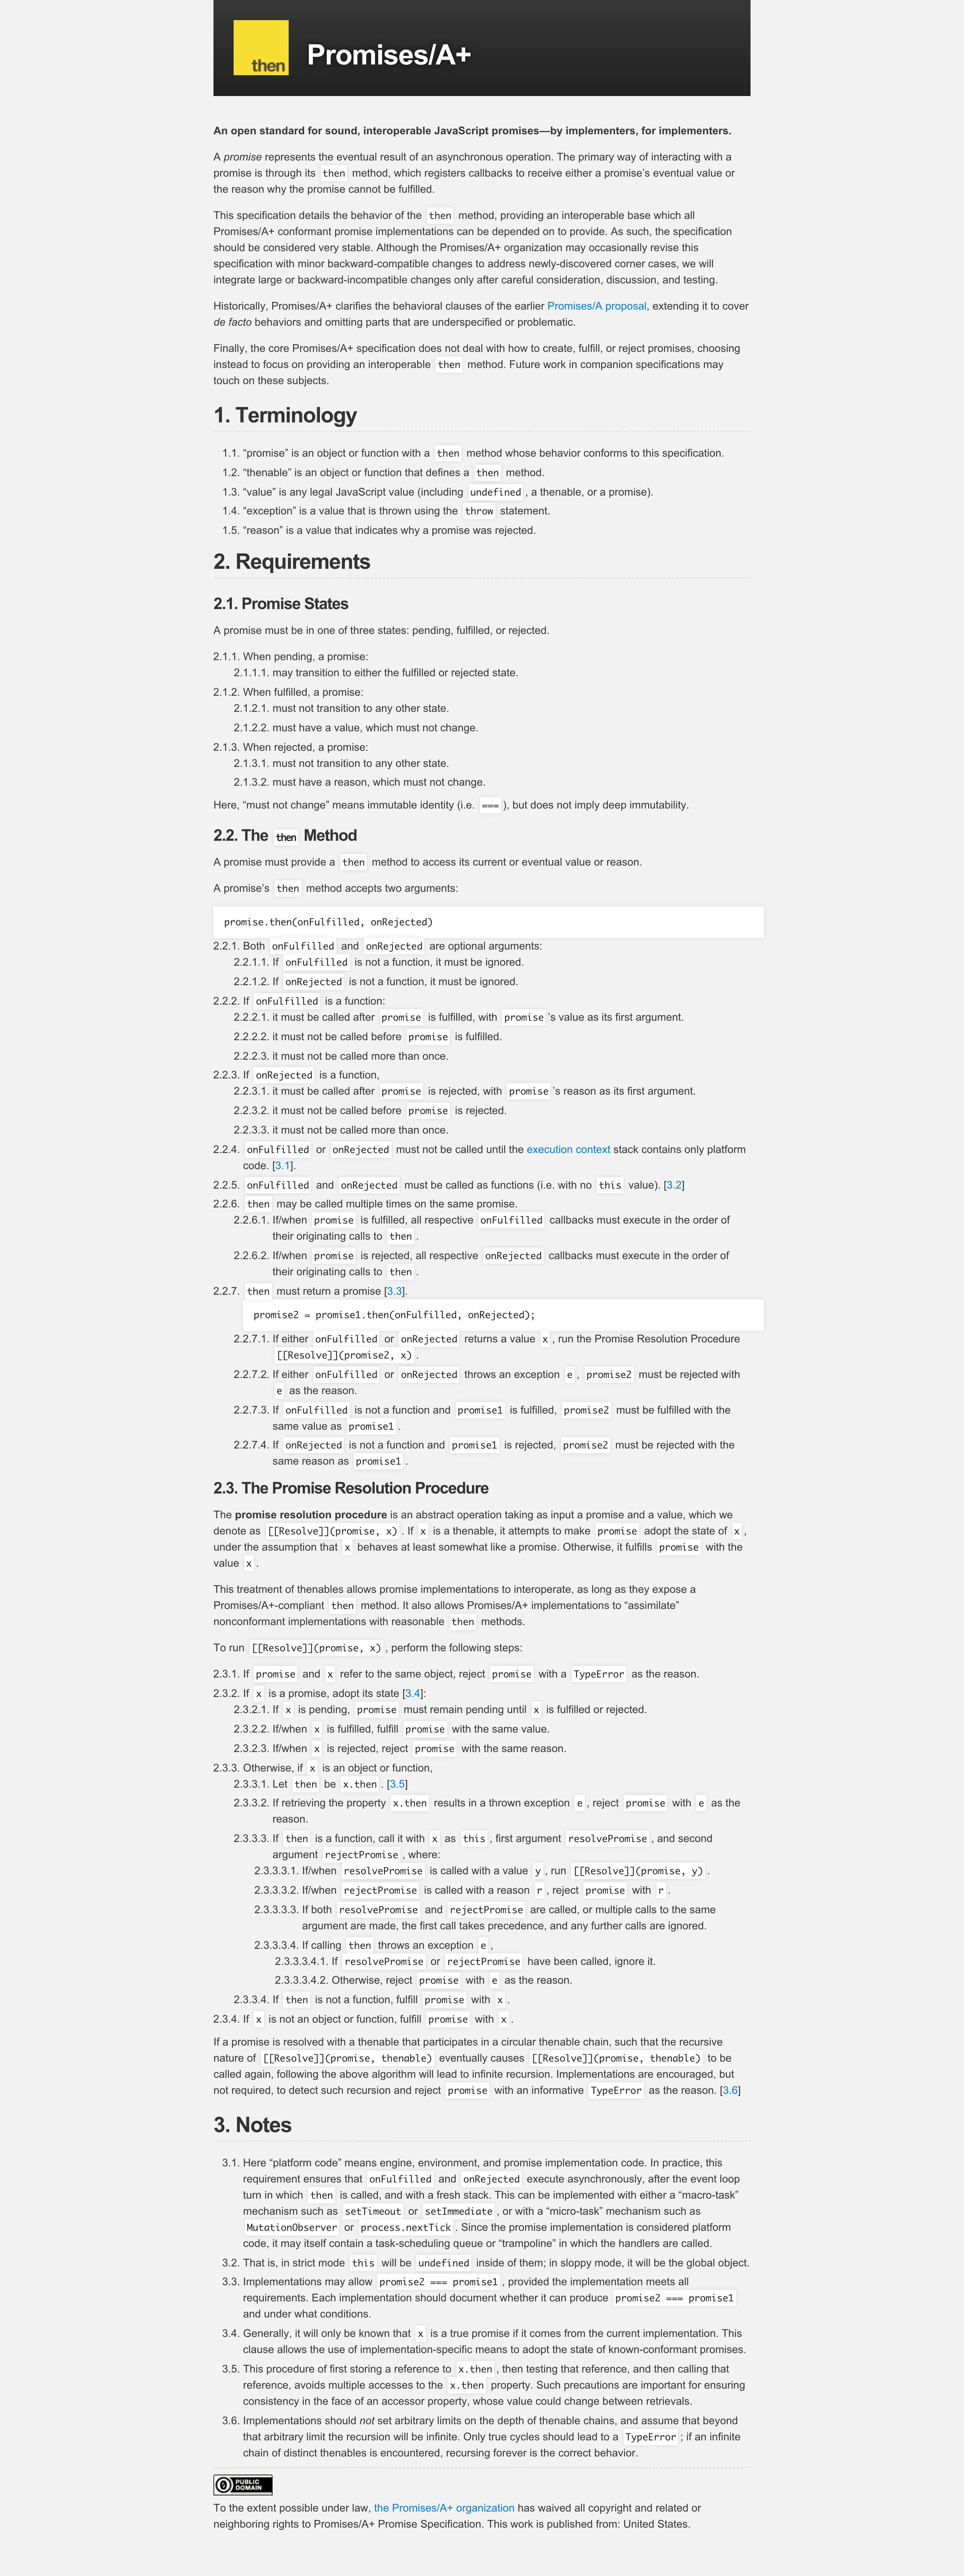 then
Promises/A+
An open standard for sound, interoperable JavaScript promises—by implementers, for implementers.
A promise represents the eventual result of an asynchronous operation. The primary way of interacting with a
promise is through its then method, which registers callbacks to receive either a promise’s eventual value or
the reason why the promise cannot be fulfilled.
This specification details the behavior of the then method, providing an interoperable base which all
Promises/A+ conformant promise implementations can be depended on to provide. As such, the specification
should be considered very stable. Although the Promises/A+ organization may occasionally revise this
specification with minor backward-compatible changes to address newly-discovered corner cases, we will
integrate large or backward-incompatible changes only after careful consideration, discussion, and testing.
Historically, Promises/A+ clarifies the behavioral clauses of the earlier Promises/A proposal, extending it to cover
de facto behaviors and omitting parts that are underspecified or problematic.
Finally, the core Promises/A+ specification does not deal with how to create, fulfill, or reject promises, choosing
instead to focus on providing an interoperable then method. Future work in companion specifications may
touch on these subjects.
1. Terminology
1.1. “promise” is an object or function with a then method whose behavior conforms to this specification.
1.2. “thenable” is an object or function that defines a then method.
1.3. “value” is any legal JavaScript value (including undefined, a thenable, or a promise).
1.4. “exception” is a value that is thrown using the throw statement.
1.5. “reason” is a value that indicates why a promise was rejected.
2. Requirements
2.1. Promise States
A promise must be in one of three states: pending, fulfilled, or rejected.
2.1.1. When pending, a promise:
2.1.1.1. may transition to either the fulfilled or rejected state.
2.1.2. When fulfilled, a promise:
2.1.2.1. must not transition to any other state.
2.1.2.2. must have a value, which must not change.
2.1.3. When rejected, a promise:
2.1.3.1. must not transition to any other state.
2.1.3.2. must have a reason, which must not change.
Here, “must not change” means immutable identity (i.e. ===), but does not imply deep immutability.
2.2. The then Method
A promise must provide a then method to access its current or eventual value or reason.
A promise’s then method accepts two arguments:
promise.then(onFulfilled, onRejected)
2.2.1. Both onFulfilled and onRejected are optional arguments:
2.2.1.1. If onFulfilled is not a function, it must be ignored.
2.2.1.2. If onRejected is not a function, it must be ignored.
2.2.2. If onFulfilled is a function:
2.2.2.1. it must be called after promise is fulfilled, with promise’s value as its first argument.
2.2.2.2. it must not be called before promise is fulfilled.
2.2.2.3. it must not be called more than once.
2.2.3. If onRejected is a function,
2.2.3.1. it must be called after promise is rejected, with promise’s reason as its first argument.
2.2.3.2. it must not be called before promise is rejected.
2.2.3.3. it must not be called more than once.
2.2.4. onFulfilled or onRejected must not be called until the execution context stack contains only platform
code. [3.1].
2.2.5. onFulfilled and onRejected must be called as functions (i.e. with no this value). [3.2]
2.2.6. then may be called multiple times on the same promise.
2.2.6.1. If/when promise is fulfilled, all respective onFulfilled callbacks must execute in the order of
their originating calls to then.
2.2.6.2. If/when promise is rejected, all respective onRejected callbacks must execute in the order of
their originating calls to then.
2.2.7. then must return a promise [3.3].
promise2 = promise1.then(onFulfilled, onRejected);
2.2.7.1. If either onFulfilled or onRejected returns a value x, run the Promise Resolution Procedure
[[Resolve]](promise2, x).
2.2.7.2. If either onFulfilled or onRejected throws an exception e, promise2 must be rejected with
e as the reason.
2.2.7.3. If onFulfilled is not a function and promise1 is fulfilled, promise2 must be fulfilled with the
same value as promise1.
2.2.7.4. If onRejected is not a function and promise1 is rejected, promise2 must be rejected with the
same reason as promise1.
2.3. The Promise Resolution Procedure
The promise resolution procedure is an abstract operation taking as input a promise and a value, which we
denote as [[Resolve]](promise, x). If x is a thenable, it attempts to make promise adopt the state of x,
under the assumption that x behaves at least somewhat like a promise. Otherwise, it fulfills promise with the
value x.
This treatment of thenables allows promise implementations to interoperate, as long as they expose a
Promises/A+-compliant then method. It also allows Promises/A+ implementations to “assimilate”
nonconformant implementations with reasonable then methods.
To run [[Resolve]](promise, x), perform the following steps:
2.3.1. If promise and x refer to the same object, reject promise with a TypeError as the reason.
2.3.2. If x is a promise, adopt its state [3.4]:
2.3.2.1. If x is pending, promise must remain pending until x is fulfilled or rejected.
2.3.2.2. If/when x is fulfilled, fulfill promise with the same value.
2.3.2.3. If/when x is rejected, reject promise with the same reason.
2.3.3. Otherwise, if x is an object or function,
2.3.3.1. Let then be x.then. [3.5]
2.3.3.2. If retrieving the property x.then results in a thrown exception e, reject promise with e as the
reason.
2.3.3.3. If then is a function, call it with x as this, first argument resolvePromise, and second
argument rejectPromise, where:
2.3.3.3.1. If/when resolvePromise is called with a value y, run [[Resolve]](promise, y).
2.3.3.3.2. If/when rejectPromise is called with a reason r, reject promise with r.
2.3.3.3.3. If both resolvePromise and rejectPromise are called, or multiple calls to the same
argument are made, the first call takes precedence, and any further calls are ignored.
2.3.3.3.4. If calling then throws an exception e,
2.3.3.3.4.1. If resolvePromise or rejectPromise have been called, ignore it.
2.3.3.3.4.2. Otherwise, reject promise with e as the reason.
2.3.3.4. If then is not a function, fulfill promise with x.
2.3.4. If x is not an object or function, fulfill promise with x.
If a promise is resolved with a thenable that participates in a circular thenable chain, such that the recursive
nature of [[Resolve]](promise, thenable) eventually causes [[Resolve]](promise, thenable) to be
called again, following the above algorithm will lead to infinite recursion. Implementations are encouraged, but
not required, to detect such recursion and reject promise with an informative TypeError as the reason. [3.6]
3. Notes
3.1. Here “platform code” means engine, environment, and promise implementation code. In practice, this
requirement ensures that onFulfilled and onRejected execute asynchronously, after the event loop
turn in which then is called, and with a fresh stack. This can be implemented with either a “macro-task”
mechanism such as setTimeout or setImmediate, or with a “micro-task” mechanism such as
MutationObserver or process.nextTick. Since the promise implementation is considered platform
code, it may itself contain a task-scheduling queue or “trampoline” in which the handlers are called.
3.2. That is, in strict mode this will be undefined inside of them; in sloppy mode, it will be the global object.
3.3. Implementations may allow promise2 === promise1, provided the implementation meets all
requirements. Each implementation should document whether it can produce promise2 === promise1
and under what conditions.
3.4. Generally, it will only be known that x is a true promise if it comes from the current implementation. This
clause allows the use of implementation-specific means to adopt the state of known-conformant promises.
3.5. This procedure of first storing a reference to x.then, then testing that reference, and then calling that
reference, avoids multiple accesses to the x.then property. Such precautions are important for ensuring
consistency in the face of an accessor property, whose value could change between retrievals.
3.6. Implementations should not set arbitrary limits on the depth of thenable chains, and assume that beyond
that arbitrary limit the recursion will be infinite. Only true cycles should lead to a TypeError; if an infinite
chain of distinct thenables is encountered, recursing forever is the correct behavior.
PUBLIC
DOMAIN
To the extent possible under law, the Promises/A+ organization has waived all copyright and related or
neighboring rights to Promises/A+ Promise Specification. This work is published from: United States.